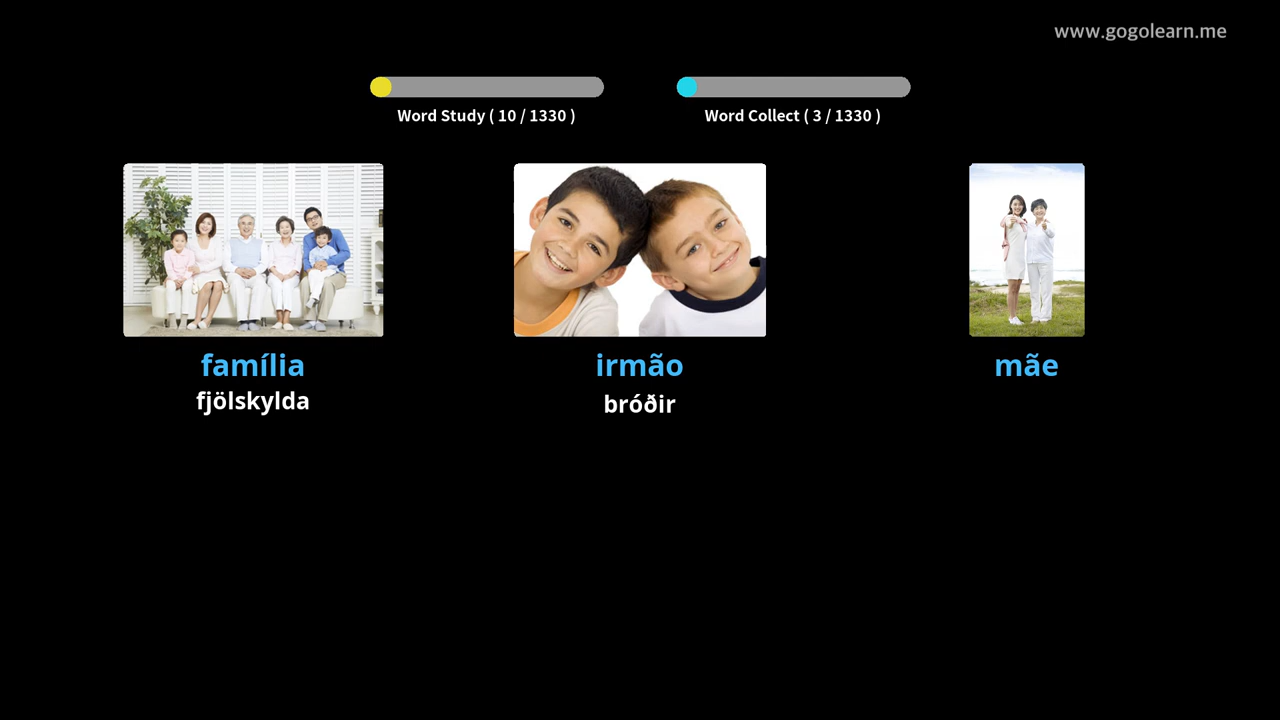 www.gogolearn.me
Word Study ( 10 / 1330 )
Word Collect ( 3 / 1330 )
família
irmão
mãe
fjölskylda
bróðir